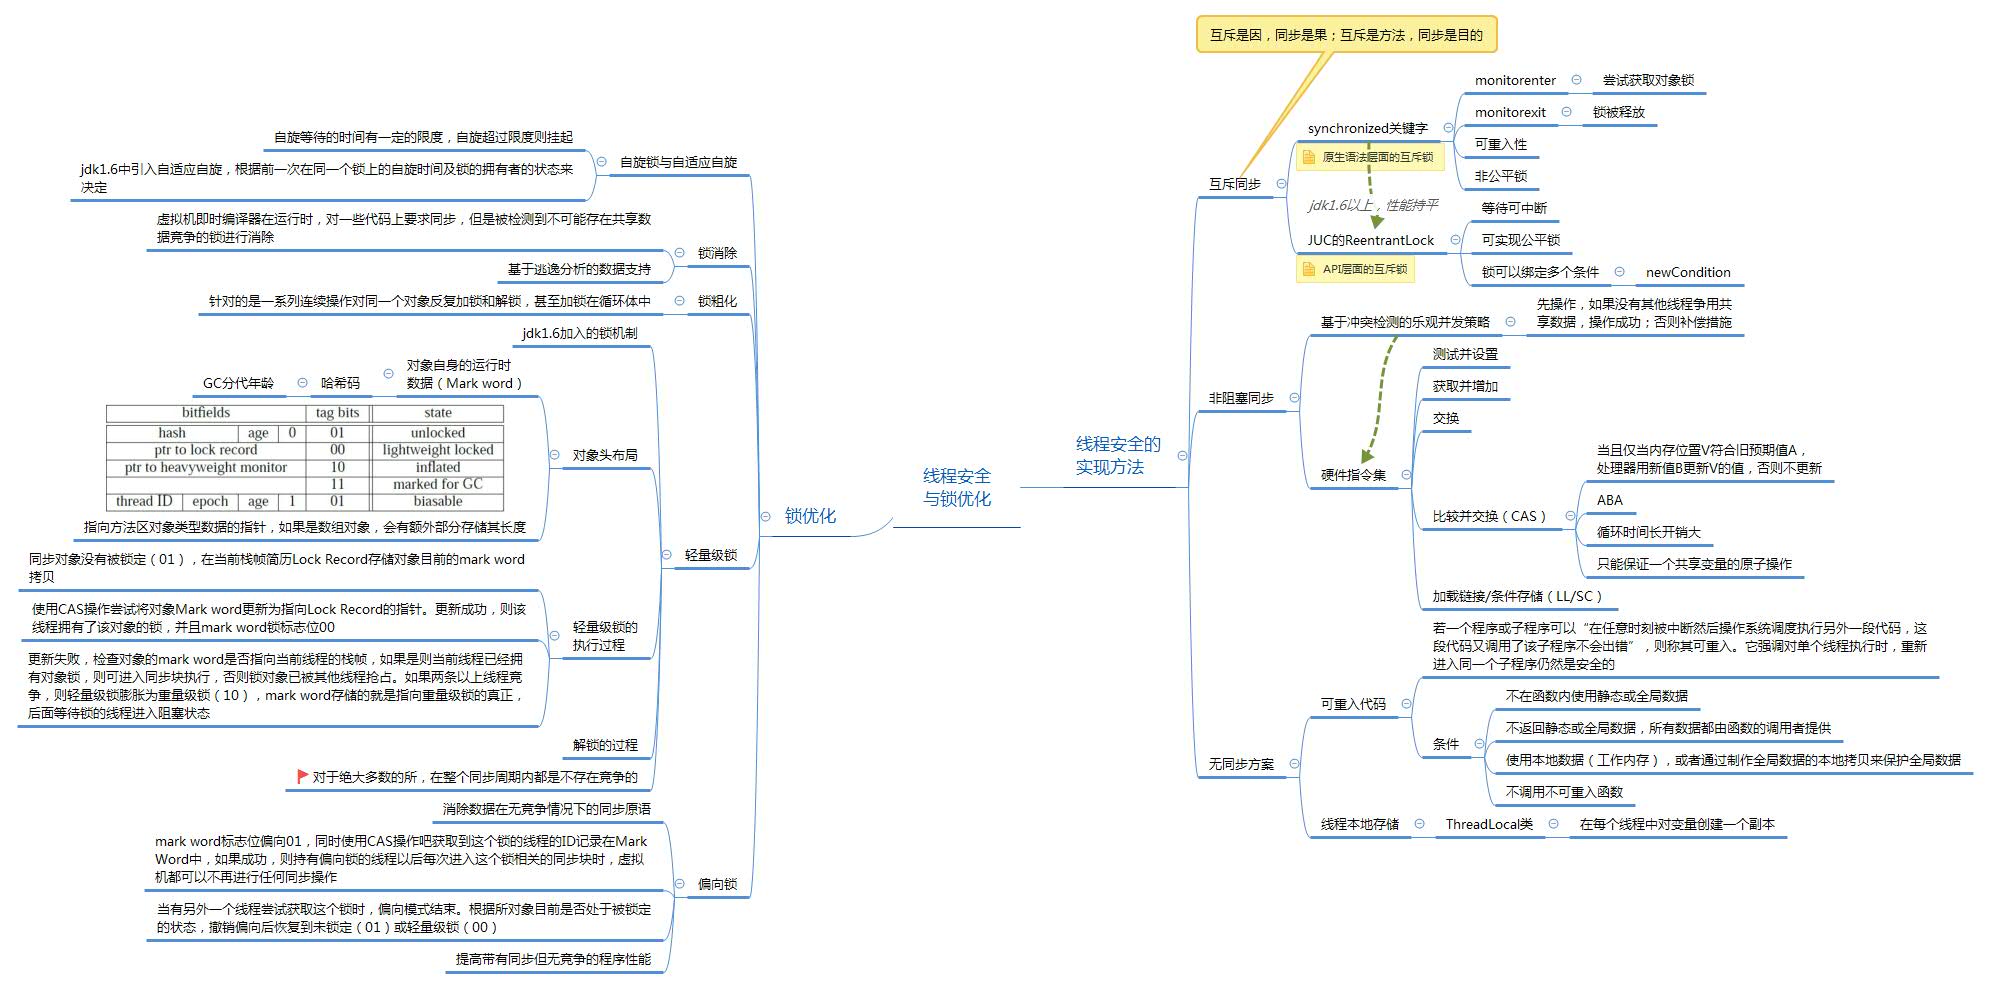 线程安全
与锁优化
线程安全的
实现方法
互斥是因，同步是果；互斥是方法，同步是目的
互斥同步
synchronized关键字
原生语法层面的互斥锁
monitorenter
尝试获取对象锁
monitorexit
锁被释放
可重入性
非公平锁
jdk1.6以上，性能持平
JUC的ReentrantLock
API层面的互斥锁
等待可中断
可实现公平锁
锁可以绑定多个条件
newCondition
非阻塞同步
基于冲突检测的乐观并发策略
先操作，如果没有其他线程争用共
享数据，操作成功；否则补偿措施
硬件指令集
测试并设置
获取并增加
交换
比较并交换（CAS）
当且仅当内存位置V符合旧预期值A，
处理器用新值B更新V的值，否则不更新
ABA
循环时间长开销大
只能保证一个共享变量的原子操作
加载链接/条件存储（LL/SC）
无同步方案
可重入代码
若一个程序或子程序可以“在任意时刻被中断然后操作系统调度执行另外一段代码，这
段代码又调用了该子程序不会出错”，则称其可重入。它强调对单个线程执行时，重新
进入同一个子程序仍然是安全的
条件
不在函数内使用静态或全局数据
不返回静态或全局数据，所有数据都由函数的调用者提供
使用本地数据（工作内存），或者通过制作全局数据的本地拷贝来保护全局数据
不调用不可重入函数
线程本地存储
ThreadLocal类
在每个线程中对变量创建一个副本
锁优化
自旋锁与自适应自旋
自旋等待的时间有一定的限度，自旋超过限度则挂起
jdk1.6中引入自适应自旋，根据前一次在同一个锁上的自旋时间及锁的拥有者的状态来
决定
锁消除
虚拟机即时编译器在运行时，对一些代码上要求同步，但是被检测到不可能存在共享数
据竞争的锁进行消除
基于逃逸分析的数据支持
锁粗化
针对的是一系列连续操作对同一个对象反复加锁和解锁，甚至加锁在循环体中
轻量级锁
jdk1.6加入的锁机制
对象头布局
对象自身的运行时
数据（Mark word）
哈希码
GC分代年龄
bitfields tag bits state
hash age 0 01 unlocked
ptr to lock record 00 lightweight locked
ptr to heavyweight monitor 10 inflated
11 marked for GC
thread ID epoch age 1 01 biasable
指向方法区对象类型数据的指针，如果是数组对象，会有额外部分存储其长度
轻量级锁的
执行过程
同步对象没有被锁定（01），在当前栈帧简历Lock Record存储对象目前的mark word
拷贝
使用CAS操作尝试将对象Mark word更新为指向Lock Record的指针。更新成功，则该
线程拥有了该对象的锁，并且mark word锁标志位00
更新失败，检查对象的mark word是否指向当前线程的栈帧，如果是则当前线程已经拥
有对象锁，则可进入同步块执行，否则锁对象已被其他线程抢占。如果两条以上线程竞
争，则轻量级锁膨胀为重量级锁（10），mark word存储的就是指向重量级锁的真正，
后面等待锁的线程进入阻塞状态
解锁的过程
对于绝大多数的所，在整个同步周期内都是不存在竞争的
偏向锁
消除数据在无竞争情况下的同步原语
mark word标志位偏向01，同时使用CAS操作吧获取到这个锁的线程的ID记录在Mark
Word中，如果成功，则持有偏向锁的线程以后每次进入这个锁相关的同步块时，虚拟
机都可以不再进行任何同步操作
当有另外一个线程尝试获取这个锁时，偏向模式结束。根据所对象目前是否处于被锁定
的状态，撤销偏向后恢复到未锁定（01）或轻量级锁（00）
提高带有同步但无竞争的程序性能